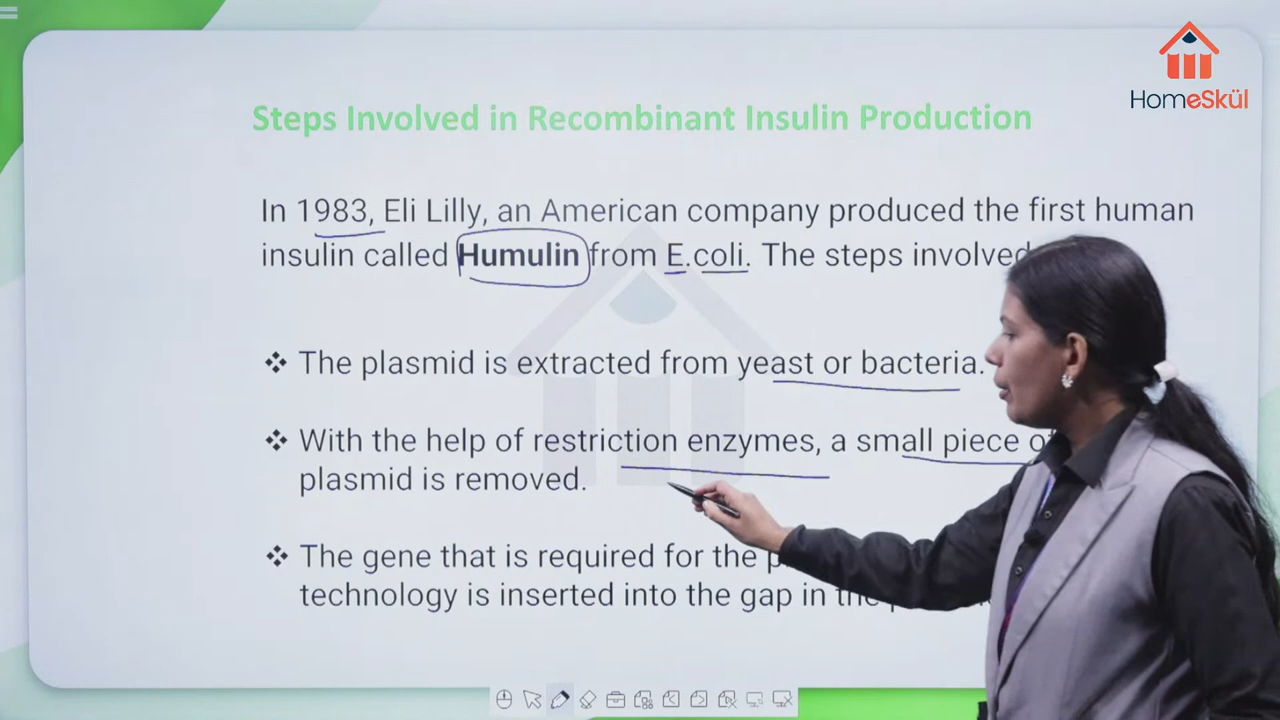 HomeSkül
Steps Involved in Recombinant Insulin Production
In 1983, Eli Lilly, an American company produced the first human
insulin called Humulin from E.coli. The steps involved
❖ The plasmid is extracted from yeast or bacteria.
❖ With the help of restriction enzymes, a small piece
plasmid is removed.
❖ The gene that is required for the
technology is inserted into the gap in the